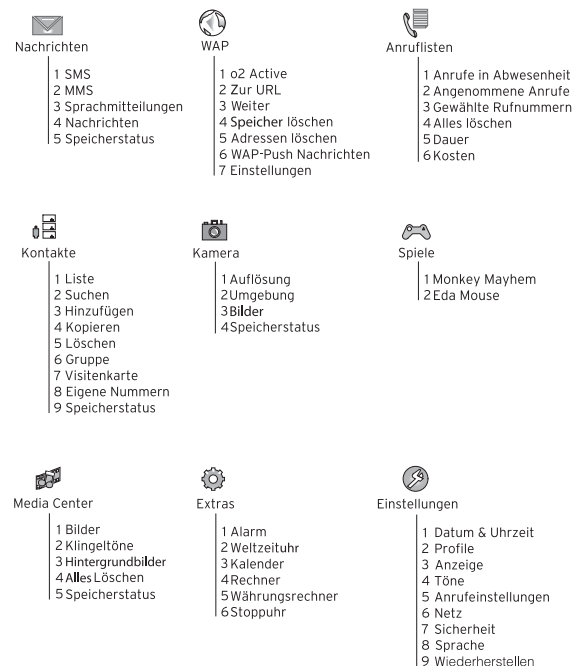 Nachrichten
1 SMS
2 MMS
3 Sprachmitteilungen
4 Nachrichten
5 Speicherstatus
WAP
1 o2 Active
2 Zur URL
3 Weiter
4 Speicher löschen
5 Adressen löschen
6 WAP-Push Nachrichten
7 Einstellungen
Anruflisten
1 Anrufe in Abwesenheit
2 Angenommene Anrufe
3 Gewählte Rufnummern
4 Alles löschen
5 Dauer
6 Kosten
Kontakte
1 Liste
2 Suchen
3 Hinzufügen
4 Kopieren
5 Löschen
6 Gruppe
7 Visitenkarte
8 Eigene Nummern
9 Speicherstatus
Kamera
1 Auflösung
2 Umgebung
3 Bilder
4 Speicherstatus
Spiele
1 Monkey Mayhem
2 Eda Mouse
Media Center
1 Bilder
2 Klingeltöne
3 Hintergrundbilder
4 Alles Löschen
5 Speicherstatus
Extras
1 Alarm
2 Weltzeituhr
3 Kalender
4 Rechner
5 Währungsrechner
6 Stoppuhr
Einstellungen
1 Datum & Uhrzeit
2 Profile
3 Anzeige
4 Töne
5 Anrufeinstellungen
6 Netz
7 Sicherheit
8 Sprache
9 Wiederherstellen